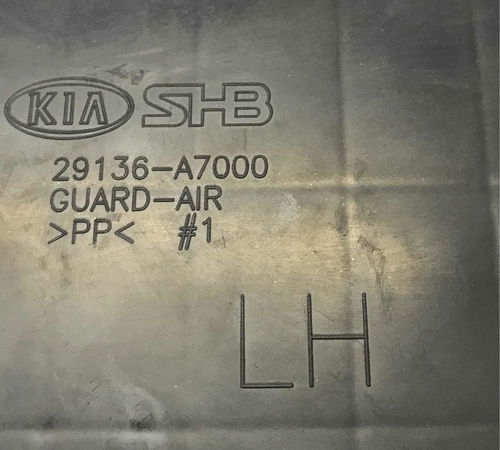 KIA SHB
29136-A7000
GUARD-AIR
>PP< #1
LH